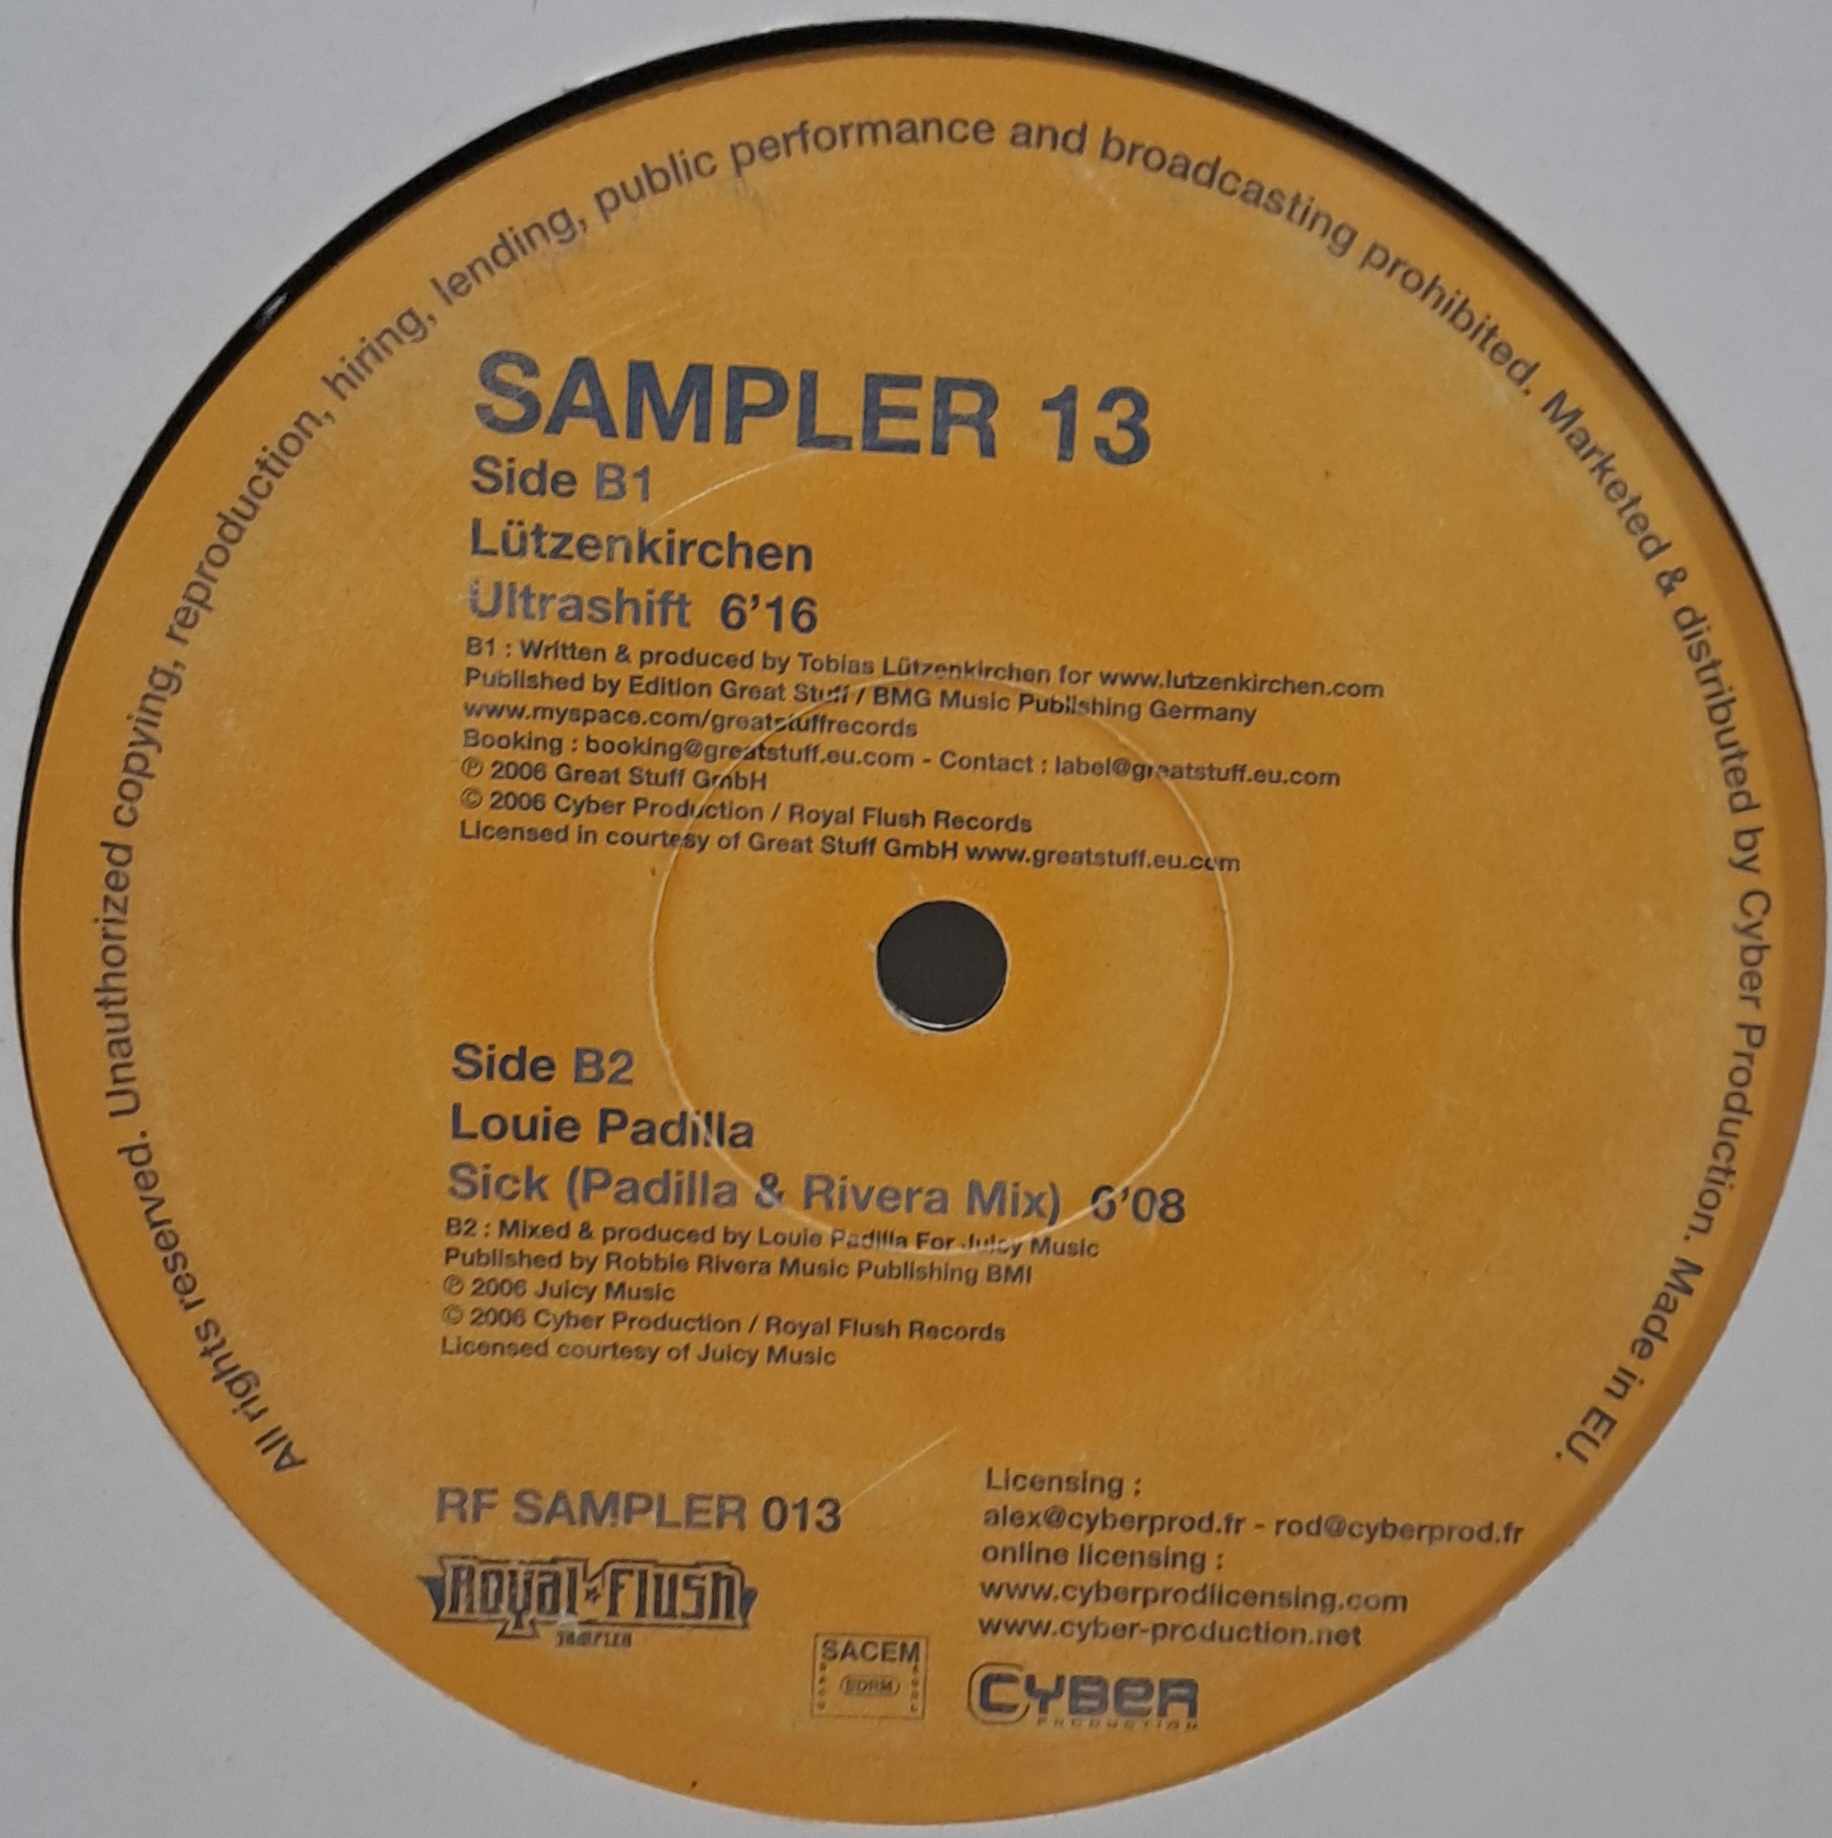 All rights reserved. Unauthorized copying, reproduction, hiring, lending, public performance and broadcasting prohibited. Marketed & distributed by Cyber Production. Made in EU.
SAMPLER 13
Side B1
Lützenkirchen
Ultrashift 6'16
B1 : Written & produced by Tobias Lützenkirchen for www.lutzenkirchen.com
Published by Edition Great Stuff / BMG Music Publishing Germany
www.myspace.com/greatstuffrecords
Booking : booking@greatstuff.eu.com - Contact : label@greatstuff.eu.com
℗ 2006 Great Stuff GmbH
© 2006 Cyber Production / Royal Flush Records
Licensed in courtesy of Great Stuff GmbH www.greatstuff.eu.com
Side B2
Louie Padilla
Sick (Padilla & Rivera Mix) 6'08
B2 : Mixed & produced by Louie Padilla For Juicy Music
Published by Robbie Rivera Music Publishing BMI
℗ 2006 Juicy Music
© 2006 Cyber Production / Royal Flush Records
Licensed courtesy of Juicy Music
RF SAMPLER 013
Royal Flush
SAMPLER
SACEM
SDRM
Licensing :
alex@cyberprod.fr - rod@cyberprod.fr
online licensing :
www.cyberprodlicensing.com
www.cyber-production.net
CYBER
PRODUCTION